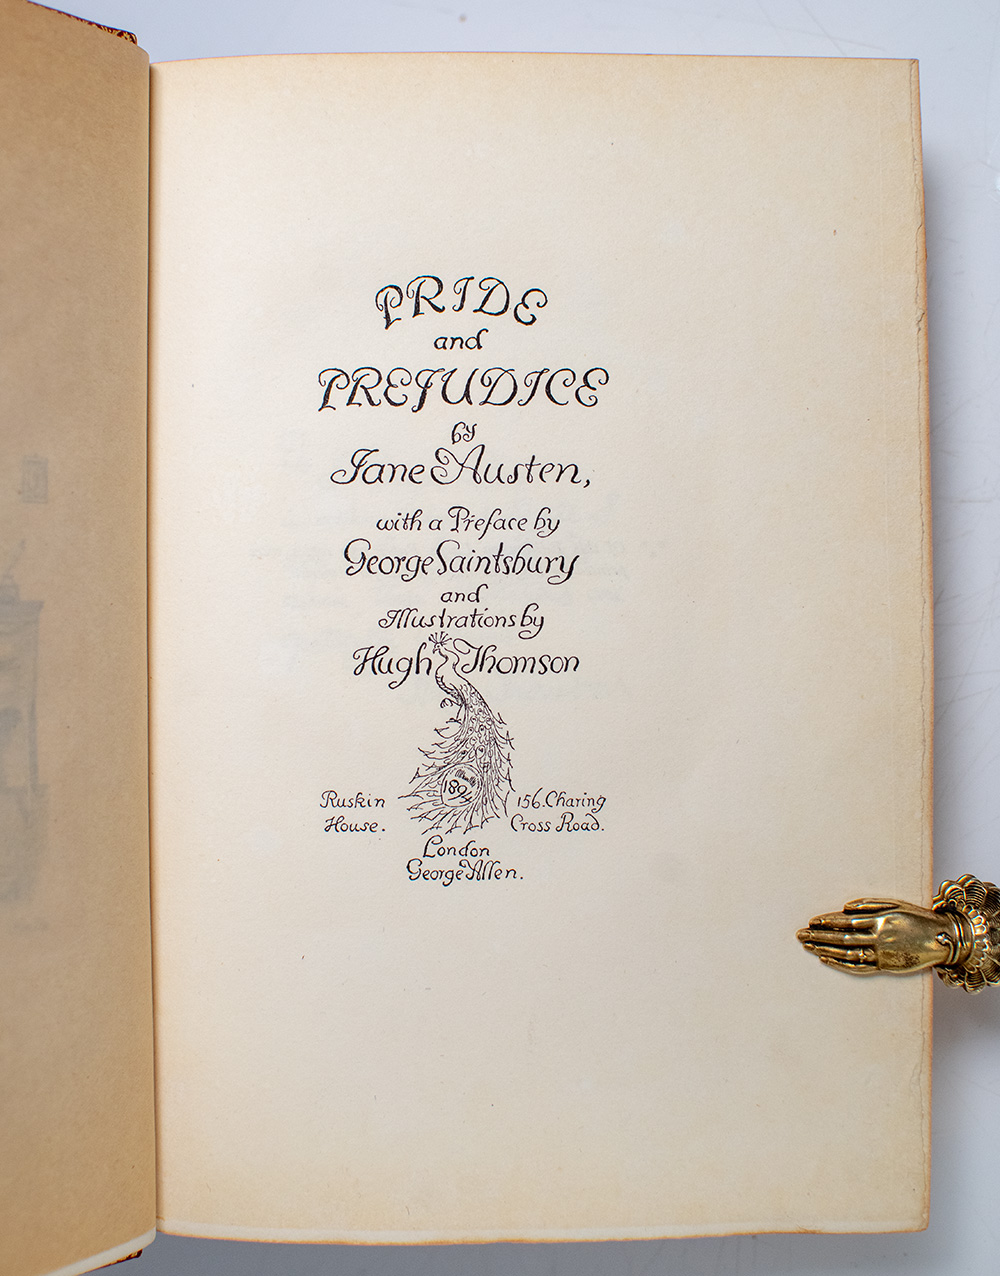 PRIDE
and
PREJUDICE
by
Jane Austen,
with a Preface by
George Saintsbury
and
Illustrations by
Hugh Thomson
1894
Ruskin House.
156. Charing Cross Road.
London
George Allen.